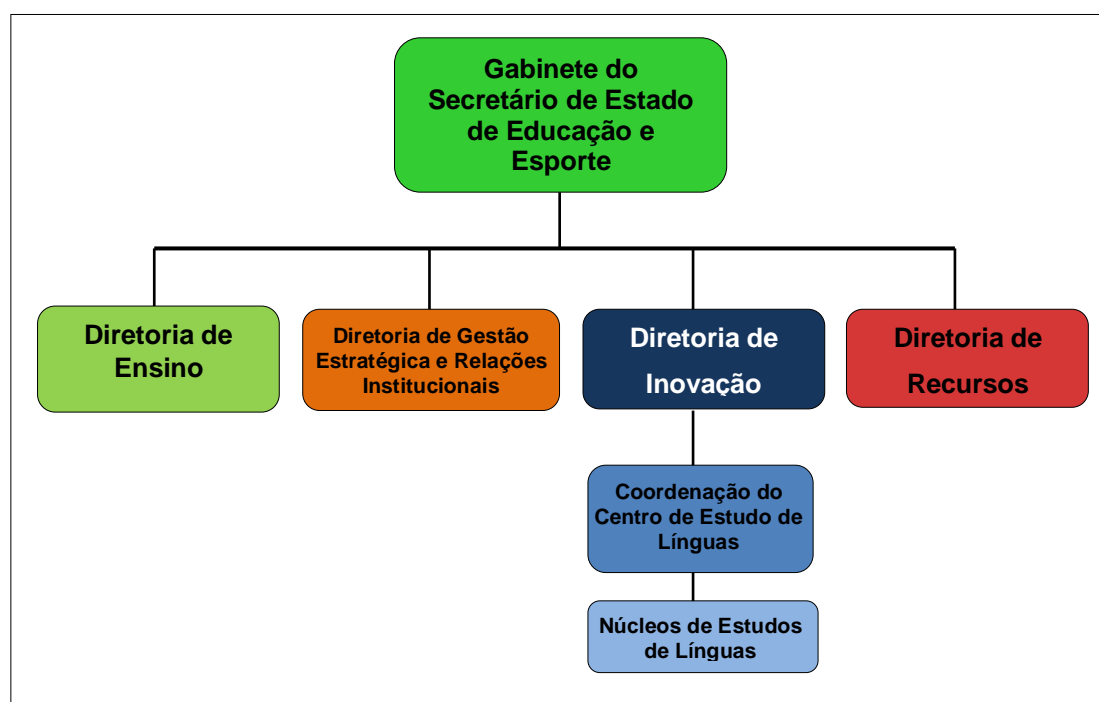 Gabinete do
Secretário de Estado
de Educação e
Esporte
Diretoria de
Ensino
Diretoria de Gestão
Estratégica e Relações
Institucionais
Diretoria de
Inovação
Diretoria de
Recursos
Coordenação do
Centro de Estudo de
Línguas
Núcleos de Estudos
de Línguas